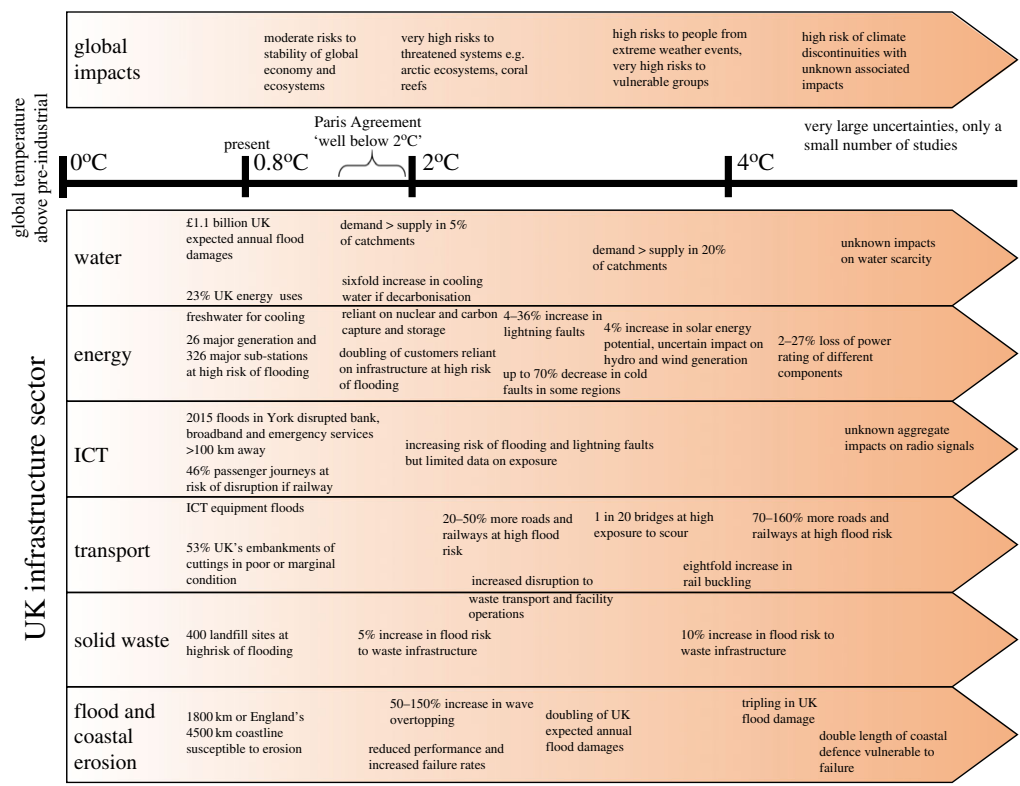 global
impacts
moderate risks to
stability of global
economy and
ecosystems
very high risks to
threatened systems e.g.
arctic ecosystems, coral
reefs
high risks to people from
extreme weather events,
very high risks to
vulnerable groups
high risk of climate
discontinuities with
unknown associated
impacts
global temperature
above pre-industrial
0ºC
present
0.8ºC
Paris Agreement
‘well below 2ºC’
2ºC
4ºC
very large uncertainties, only a
small number of studies
UK infrastructure sector
water
£1.1 billion UK
expected annual flood
damages
23% UK energy uses
demand > supply in 5%
of catchments
sixfold increase in cooling
water if decarbonisation
demand > supply in 20%
of catchments
unknown impacts
on water scarcity
energy
freshwater for cooling
26 major generation and
326 major sub-stations
at high risk of flooding
reliant on nuclear and carbon
capture and storage
doubling of customers reliant
on infrastructure at high risk
of flooding
4–36% increase in
lightning faults
up to 70% decrease in cold
faults in some regions
4% increase in solar energy
potential, uncertain impact on
hydro and wind generation
2–27% loss of power
rating of different
components
ICT
2015 floods in York disrupted bank,
broadband and emergency services
>100 km away
46% passenger journeys at
risk of disruption if railway
increasing risk of flooding and lightning faults
but limited data on exposure
unknown aggregate
impacts on radio signals
transport
ICT equipment floods
53% UK’s embankments of
cuttings in poor or marginal
condition
20–50% more roads and
railways at high flood
risk
increased disruption to
1 in 20 bridges at high
exposure to scour
eightfold increase in
rail buckling
70–160% more roads and
railways at high flood risk
solid waste
waste transport and facility
operations
400 landfill sites at
highrisk of flooding
5% increase in flood risk
to waste infrastructure
10% increase in flood risk to
waste infrastructure
flood and
coastal
erosion
1800 km or England’s
4500 km coastline
susceptible to erosion
50–150% increase in wave
overtopping
reduced performance and
increased failure rates
doubling of UK
expected annual
flood damages
tripling in UK
flood damage
double length of coastal
defence vulnerable to
failure